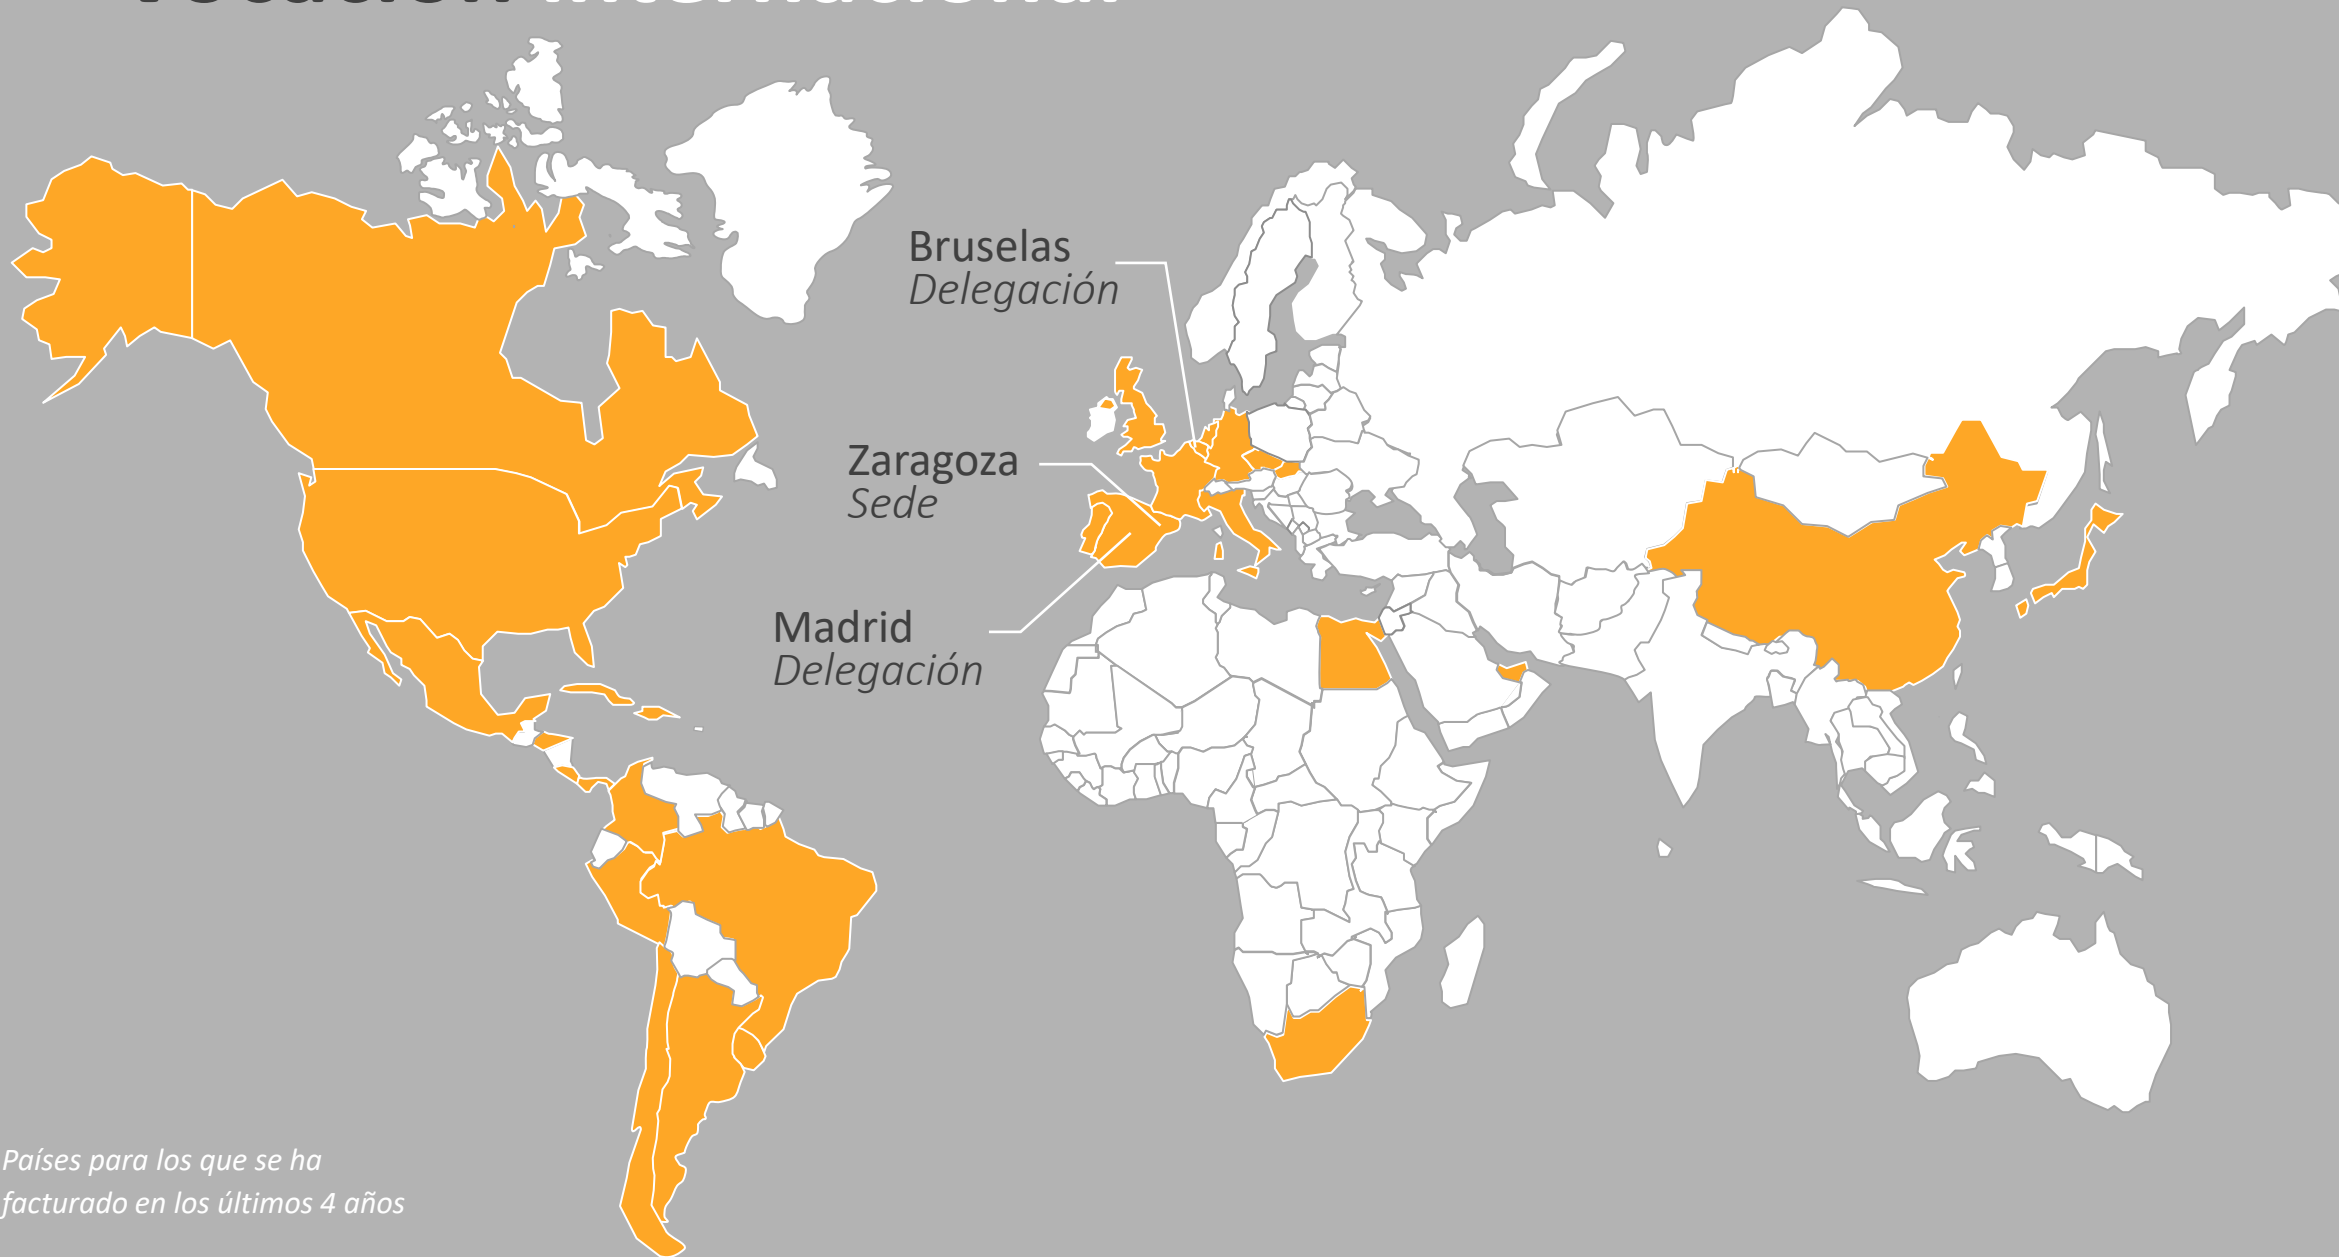 Bruselas
Delegación
Zaragoza
Sede
Madrid
Delegación
Países para los que se ha
facturado en los últimos 4 años